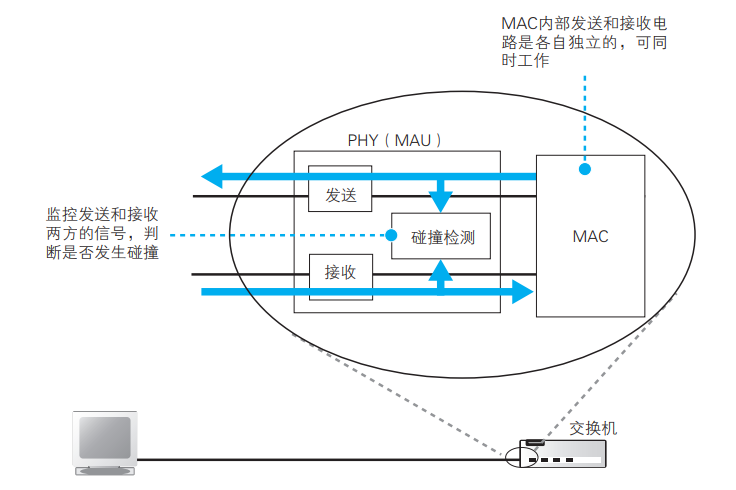 MAC内部发送和接收电
路是各自独立的，可同
时工作
PHY（MAU）
发送
监控发送和接收
两方的信号，判
断是否发生碰撞
碰撞检测
MAC
接收
交换机